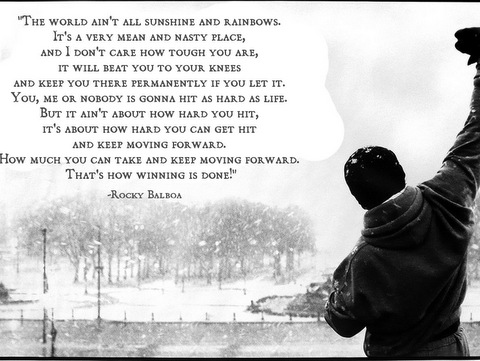 "The world ain't all sunshine and rainbows.
It's a very mean and nasty place,
and I don't care how tough you are,
it will beat you to your knees
and keep you there permanently if you let it.
You, me or nobody is gonna hit as hard as life.
But it ain't about how hard you hit,
it's about how hard you can get hit
and keep moving forward.
How much you can take and keep moving forward.
That's how winning is done!"
-Rocky Balboa